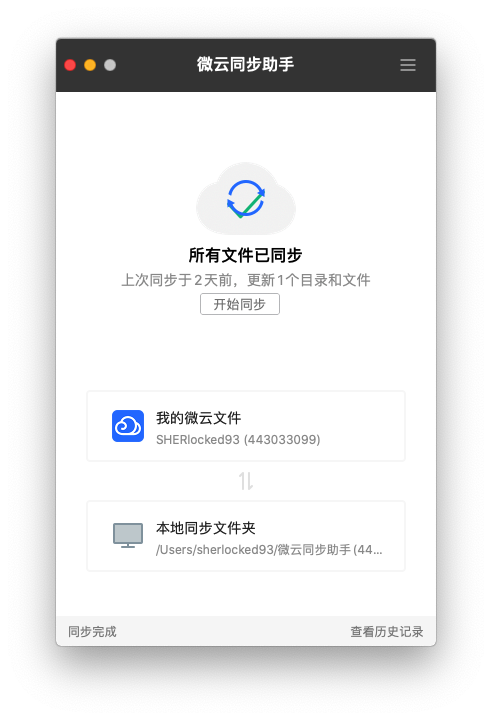 微云同步助手
所有文件已同步
上次同步于2天前，更新1个目录和文件
开始同步
我的微云文件
SHERlocked93 (443033099)
本地同步文件夹
/Users/sherlocked93/微云同步助手(44...
同步完成
查看历史记录